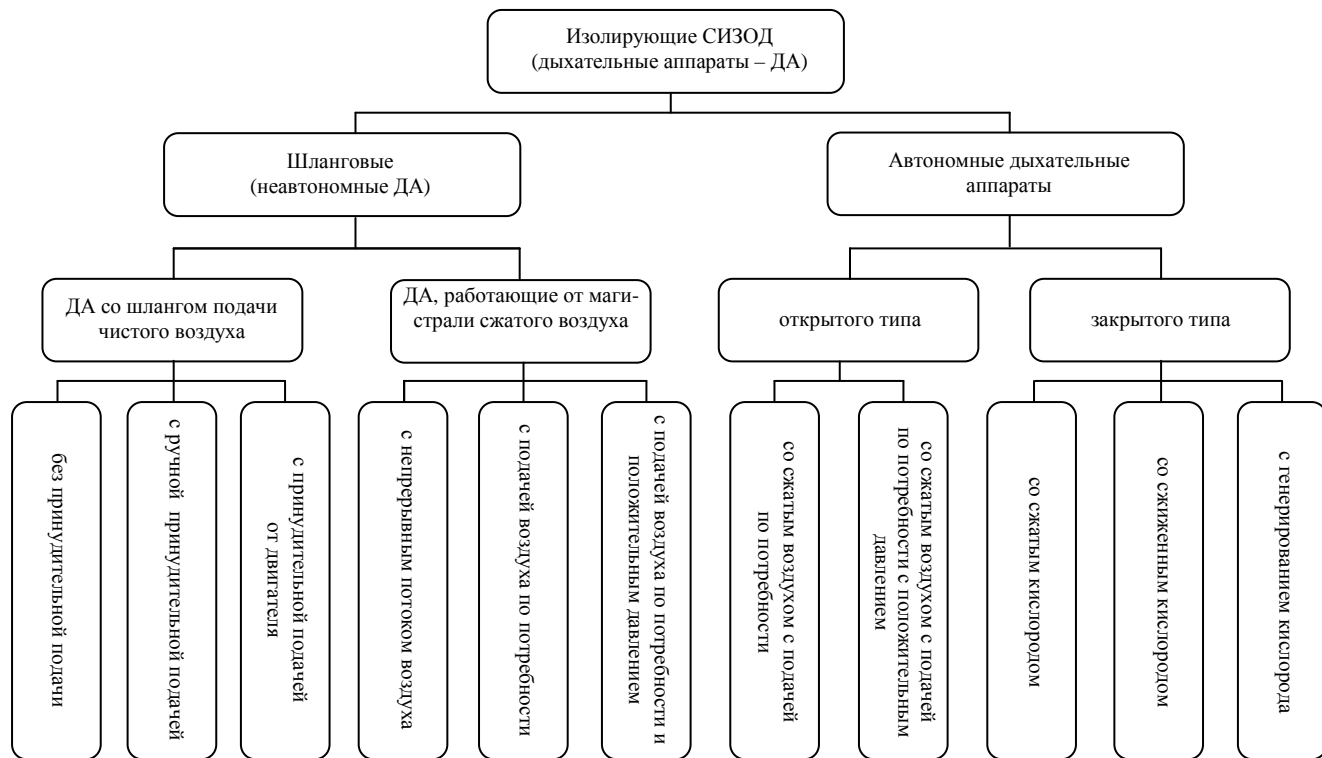 Изолирующие СИЗОД
(дыхательные аппараты – ДА)
Шланговые
(неавтономные ДА)
Автономные дыхательные
аппараты
ДА со шлангом подачи
чистого воздуха
ДА, работающие от маги-
страли сжатого воздуха
открытого типа
закрытого типа
без принудительной подачи
с ручной принудительной подачей
с принудительной подачей
от двигателя
с непрерывным потоком воздуха
с подачей воздуха по потребности
с подачей воздуха по потребности и
положительным давлением
со сжатым воздухом с подачей
по потребности
со сжатым воздухом с подачей
по потребности с положительным
давлением
со сжатым кислородом
со сжиженным кислородом
с генерированием кислорода